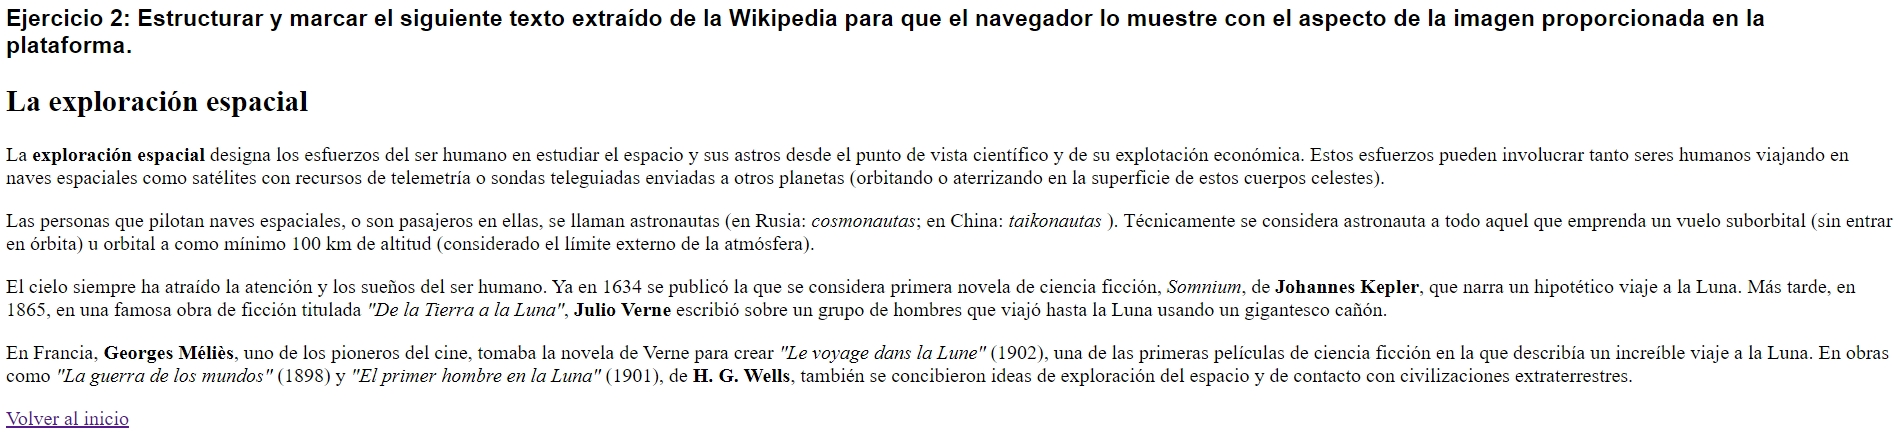 Ejercicio 2: Estructurar y marcar el siguiente texto extraído de la Wikipedia para que el navegador lo muestre con el aspecto de la imagen proporcionada en la
plataforma.
La exploración espacial
La exploración espacial designa los esfuerzos del ser humano en estudiar el espacio y sus astros desde el punto de vista científico y de su explotación económica. Estos esfuerzos pueden involucrar tanto seres humanos viajando en
naves espaciales como satélites con recursos de telemetría o sondas teleguiadas enviadas a otros planetas (orbitando o aterrizando en la superficie de estos cuerpos celestes).
Las personas que pilotan naves espaciales, o son pasajeros en ellas, se llaman astronautas (en Rusia: cosmonautas; en China: taikonautas ). Técnicamente se considera astronauta a todo aquel que emprenda un vuelo suborbital (sin entrar
en órbita) u orbital a como mínimo 100 km de altitud (considerado el límite externo de la atmósfera).
El cielo siempre ha atraído la atención y los sueños del ser humano. Ya en 1634 se publicó la que se considera primera novela de ciencia ficción, Somnium, de Johannes Kepler, que narra un hipotético viaje a la Luna. Más tarde, en
1865, en una famosa obra de ficción titulada "De la Tierra a la Luna", Julio Verne escribió sobre un grupo de hombres que viajó hasta la Luna usando un gigantesco cañón.
En Francia, Georges Méliès, uno de los pioneros del cine, tomaba la novela de Verne para crear "Le voyage dans la Lune" (1902), una de las primeras películas de ciencia ficción en la que describía un increíble viaje a la Luna. En obras
como "La guerra de los mundos" (1898) y "El primer hombre en la Luna" (1901), de H. G. Wells, también se concibieron ideas de exploración del espacio y de contacto con civilizaciones extraterrestres.
Volver al inicio